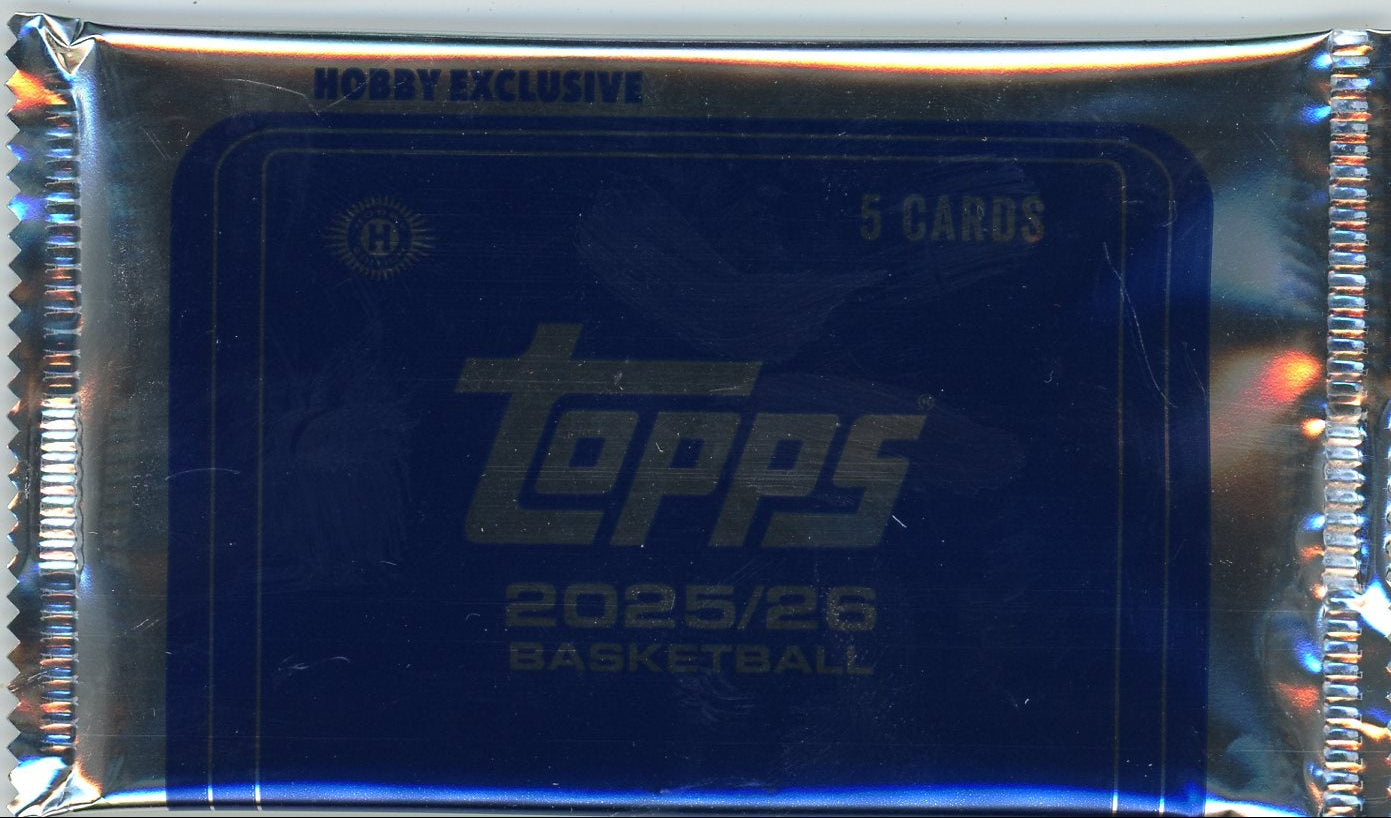 HOBBY EXCLUSIVE
H
5 CARDS
Topps®
2025/26
BASKETBALL